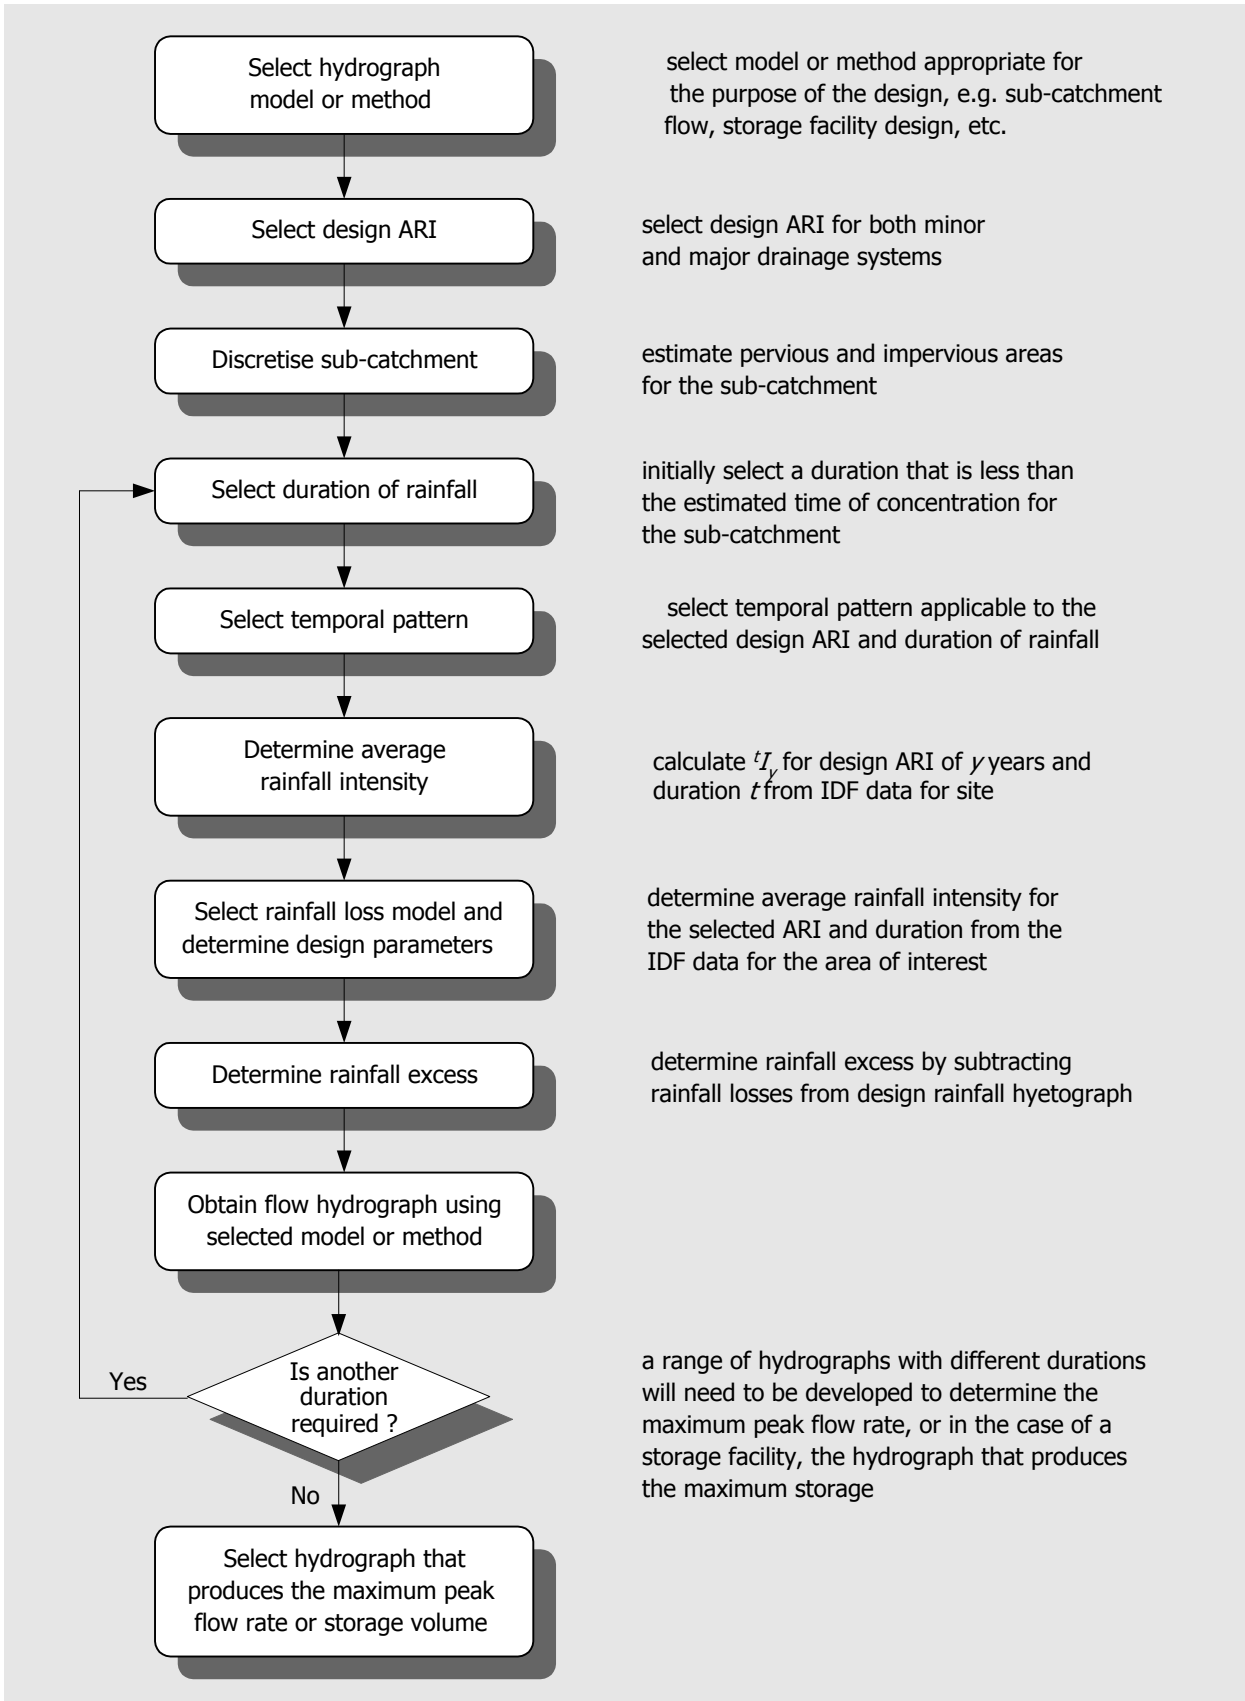 Select hydrograph
model or method
select model or method appropriate for
the purpose of the design, e.g. sub-catchment
flow, storage facility design, etc.
Select design ARI
select design ARI for both minor
and major drainage systems
Discretise sub-catchment
estimate pervious and impervious areas
for the sub-catchment
Select duration of rainfall
initially select a duration that is less than
the estimated time of concentration for
the sub-catchment
Select temporal pattern
select temporal pattern applicable to the
selected design ARI and duration of rainfall
Determine average
rainfall intensity
calculate ᵗIᵧ for design ARI of y years and
duration t from IDF data for site
Select rainfall loss model and
determine design parameters
determine average rainfall intensity for
the selected ARI and duration from the
IDF data for the area of interest
Determine rainfall excess
determine rainfall excess by subtracting
rainfall losses from design rainfall hyetograph
Obtain flow hydrograph using
selected model or method
Is another
duration
required ?
Yes
No
a range of hydrographs with different durations
will need to be developed to determine the
maximum peak flow rate, or in the case of a
storage facility, the hydrograph that produces
the maximum storage
Select hydrograph that
produces the maximum peak
flow rate or storage volume